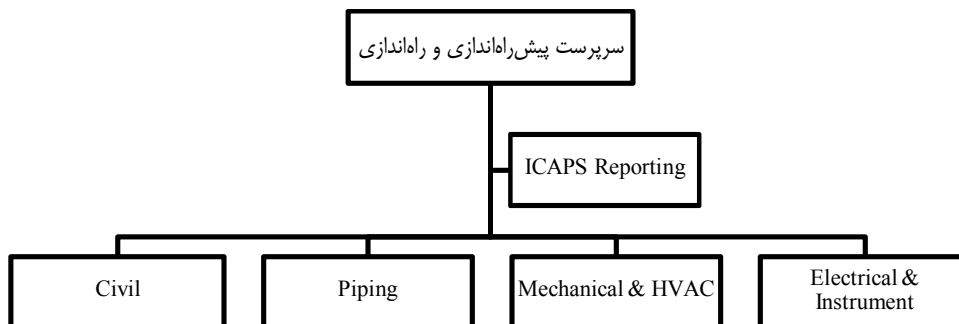 سرپرست پیش‌راه‌اندازی و راه‌اندازی
ICAPS Reporting
Civil
Piping
Mechanical & HVAC
Electrical &
Instrument